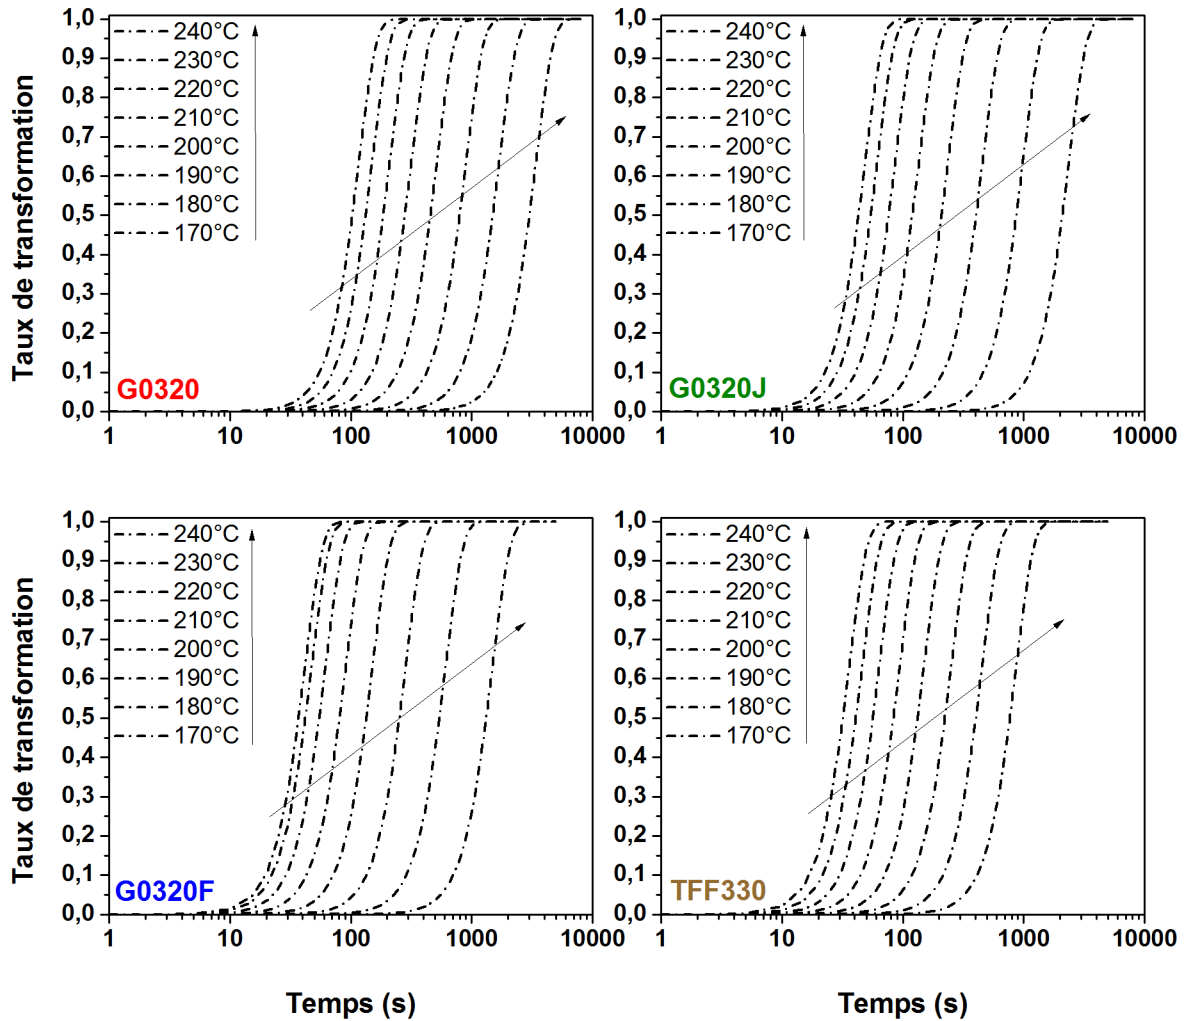 Taux de transformation
1,0
0,9
0,8
0,7
0,6
0,5
0,4
0,3
0,2
0,1
0,0
240°C
230°C
220°C
210°C
200°C
190°C
180°C
170°C
G0320
1 10 100 1000 10000
1,0
0,9
0,8
0,7
0,6
0,5
0,4
0,3
0,2
0,1
0,0
240°C
230°C
220°C
210°C
200°C
190°C
180°C
170°C
G0320J
1 10 100 1000 10000
Taux de transformation
1,0
0,9
0,8
0,7
0,6
0,5
0,4
0,3
0,2
0,1
0,0
240°C
230°C
220°C
210°C
200°C
190°C
180°C
170°C
G0320F
1 10 100 1000 10000
Temps (s)
1,0
0,9
0,8
0,7
0,6
0,5
0,4
0,3
0,2
0,1
0,0
240°C
230°C
220°C
210°C
200°C
190°C
180°C
170°C
TFF330
1 10 100 1000 10000
Temps (s)